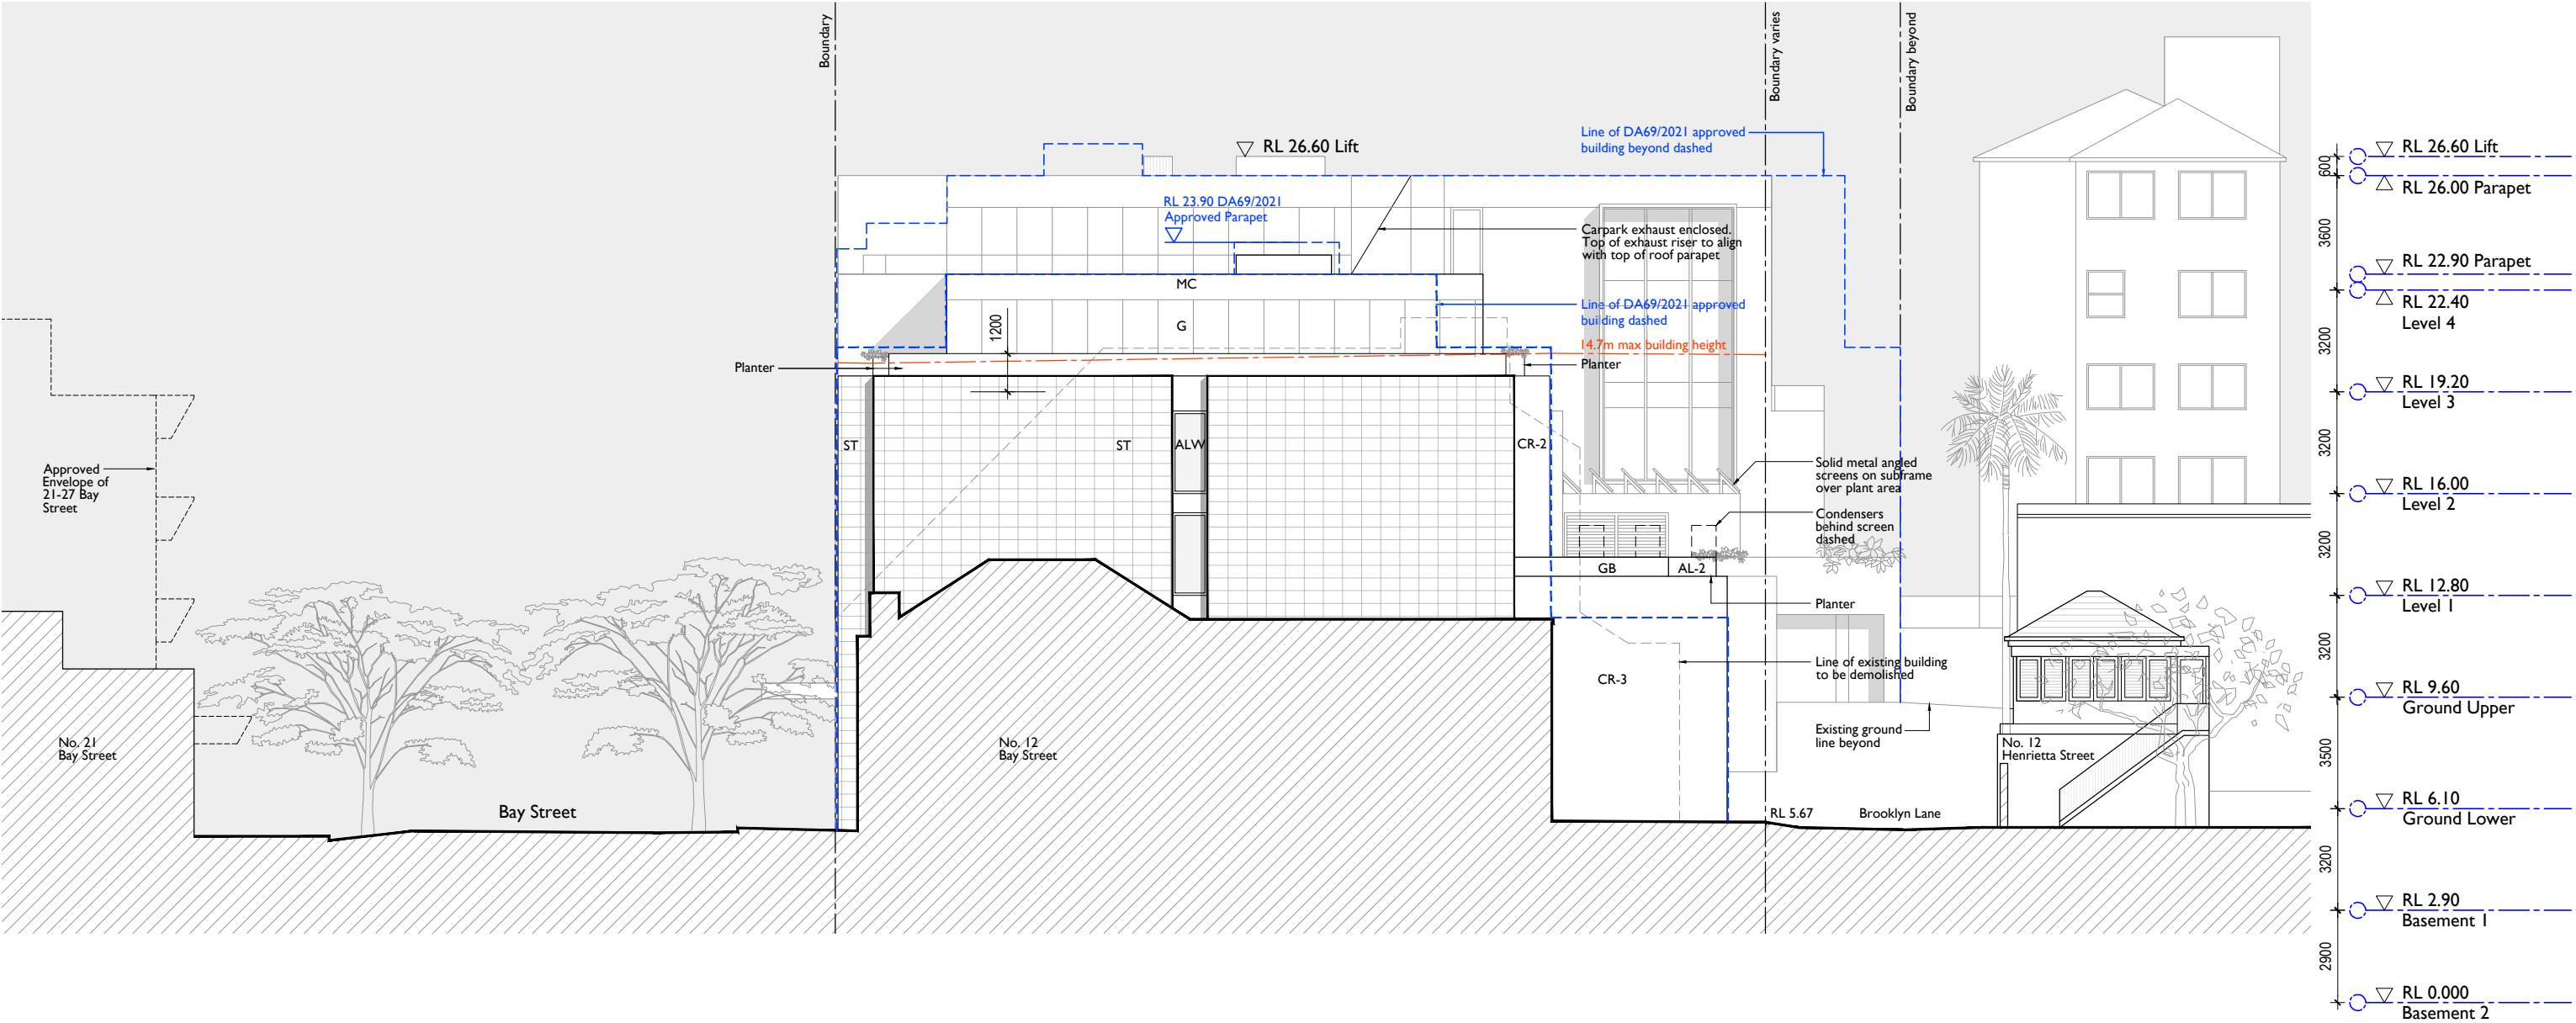 Boundary
Boundary varies
Boundary beyond
Line of DA69/2021 approved
building beyond dashed
RL 26.60 Lift
RL 23.90 DA69/2021
Approved Parapet
Carpark exhaust enclosed.
Top of exhaust riser to align
with top of roof parapet
MC
Line of DA69/2021 approved
building dashed
G
1200
14.7m max building height
Planter
Planter
ST
ST
ALW
CR-2
Approved
Envelope of
21-27 Bay
Street
Solid metal angled
screens on subframe
over plant area
Condensers
behind screen
dashed
GB
AL-2
Planter
Line of existing building
to be demolished
CR-3
Existing ground
line beyond
No. 21
Bay Street
No. 12
Bay Street
No. 12
Henrietta Street
Bay Street
RL 5.67
Brooklyn Lane
600
3600
3200
3200
3200
3200
3500
3200
2900
RL 26.60 Lift
RL 26.00 Parapet
RL 22.90 Parapet
RL 22.40
Level 4
RL 19.20
Level 3
RL 16.00
Level 2
RL 12.80
Level 1
RL 9.60
Ground Upper
RL 6.10
Ground Lower
RL 2.90
Basement 1
RL 0.000
Basement 2